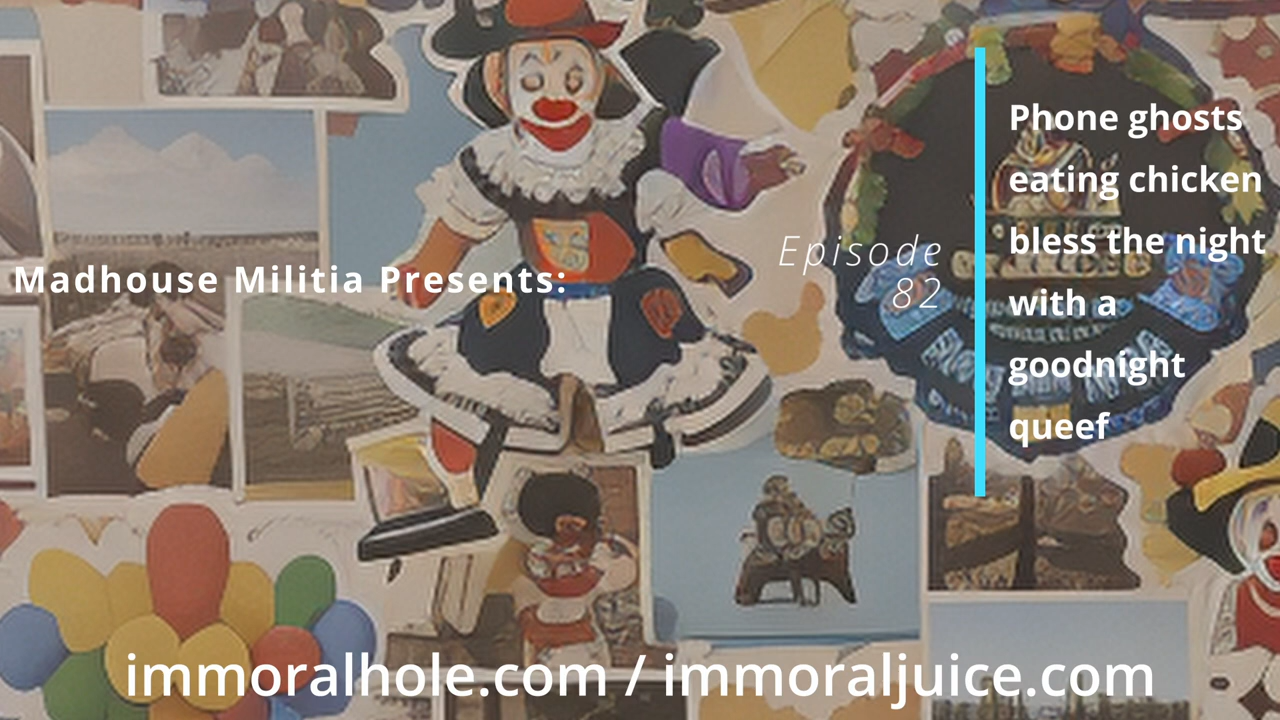 Madhouse Militia Presents:
Episode
82
Phone ghosts
eating chicken
bless the night
with a
goodnight
queef
immoralhole.com / immoraljuice.com